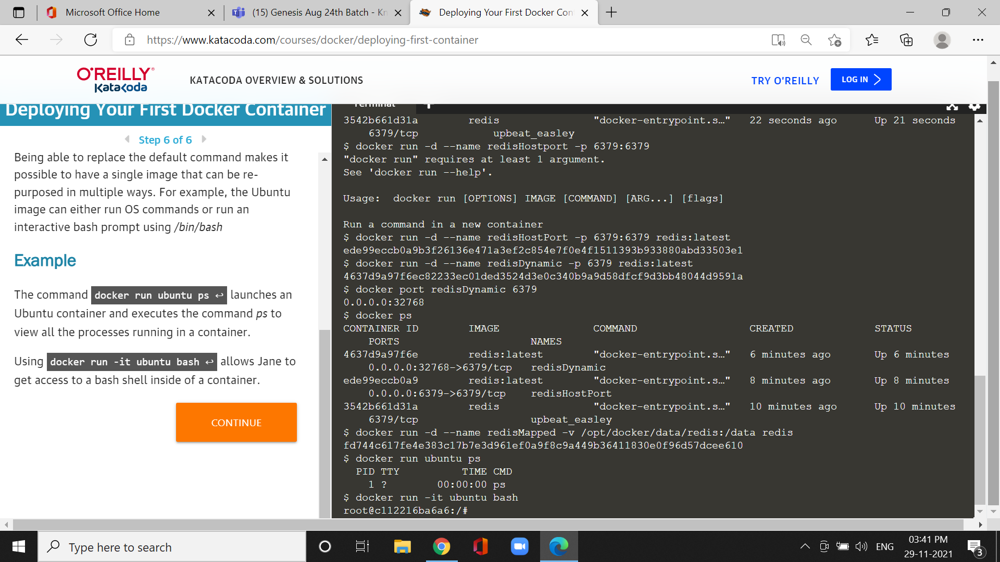 Microsoft Office Home
(15) Genesis Aug 24th Batch - Kn
Deploying Your First Docker Con
https://www.katacoda.com/courses/docker/deploying-first-container
O'REILLY®
Katacoda
KATACODA OVERVIEW & SOLUTIONS
TRY O'REILLY
LOG IN
Deploying Your First Docker Container
Step 6 of 6
Being able to replace the default command makes it
possible to have a single image that can be re-
purposed in multiple ways. For example, the Ubuntu
image can either run OS commands or run an
interactive bash prompt using /bin/bash
Example
The command docker run ubuntu ps ↩ launches an
Ubuntu container and executes the command ps to
view all the processes running in a container.
Using docker run -it ubuntu bash ↩ allows Jane to
get access to a bash shell inside of a container.
CONTINUE
Terminal +
3542b661d31a redis "docker-entrypoint.s…" 22 seconds ago Up 21 seconds
6379/tcp upbeat_easley
$ docker run -d --name redisHostport -p 6379:6379
"docker run" requires at least 1 argument.
See 'docker run --help'.
Usage: docker run [OPTIONS] IMAGE [COMMAND] [ARG...] [flags]
Run a command in a new container
$ docker run -d --name redisHostPort -p 6379:6379 redis:latest
ede99eccb0a9b3f26136e471a3ef2c854e7f0e4f1511393b933880abd33503e1
$ docker run -d --name redisDynamic -p 6379 redis:latest
4637d9a97f6ec82233ec01ded3524d3e0c340b9a9d58dfcf9d3bb48044d9591a
$ docker port redisDynamic 6379
0.0.0.0:32768
$ docker ps
CONTAINER ID IMAGE COMMAND CREATED STATUS
PORTS NAMES
4637d9a97f6e redis:latest "docker-entrypoint.s…" 6 minutes ago Up 6 minutes
0.0.0.0:32768->6379/tcp redisDynamic
ede99eccb0a9 redis:latest "docker-entrypoint.s…" 8 minutes ago Up 8 minutes
0.0.0.0:6379->6379/tcp redisHostPort
3542b661d31a redis "docker-entrypoint.s…" 10 minutes ago Up 10 minutes
6379/tcp upbeat_easley
$ docker run -d --name redisMapped -v /opt/docker/data/redis:/data redis
fd744c617fe4e383c17b7e3d961ef0a9f8c9a449b36411830e0f96d57dcee610
$ docker run ubuntu ps
PID TTY TIME CMD
1 ? 00:00:00 ps
$ docker run -it ubuntu bash
root@c112216ba6a6:/#
Type here to search
ENG
03:41 PM
29-11-2021
3